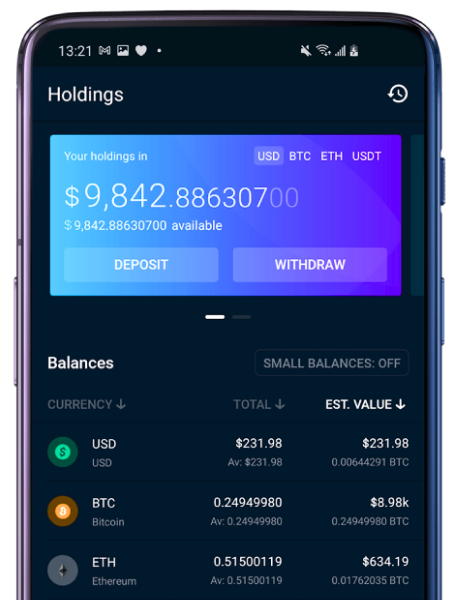 13:21
Holdings
Your holdings in USD BTC ETH USDT
$9,842.88630700
$9,842.88630700 available
DEPOSIT WITHDRAW
Balances SMALL BALANCES: OFF
CURRENCY ↓ TOTAL ↓ EST. VALUE ↓
USD $231.98 $231.98
USD Av: $231.98 0.00644291 BTC
BTC 0.24949980 $8.98k
Bitcoin Av: 0.24949980 0.24949980 BTC
ETH 0.51500119 $634.19
Ethereum Av: 0.51500119 0.01762035 BTC